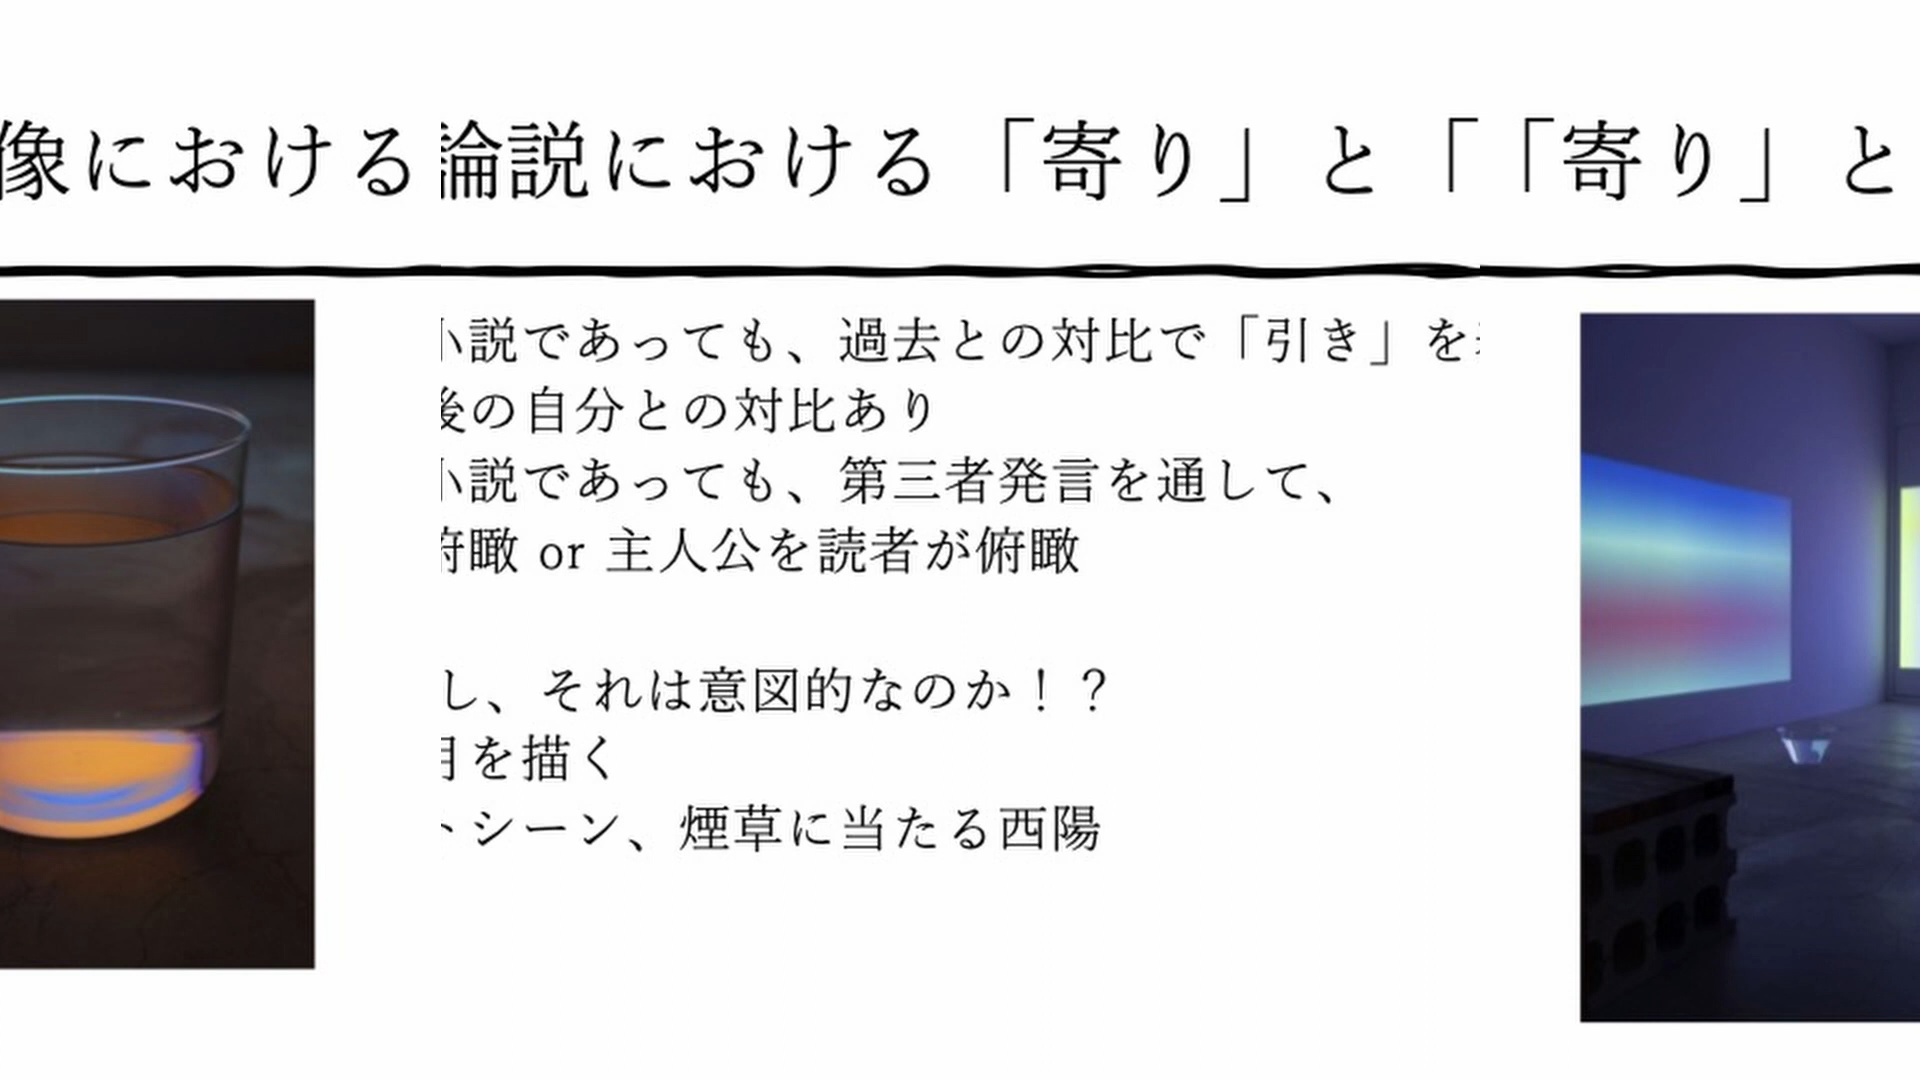 像における
論説における「寄り」と「
「寄り」と
説であっても、過去との対比で「引き」を
後の自分との対比あり
説であっても、第三者発言を通して、
俯瞰 or 主人公を読者が俯瞰
し、それは意図的なのか！？
を描く
シーン、煙草に当たる西陽